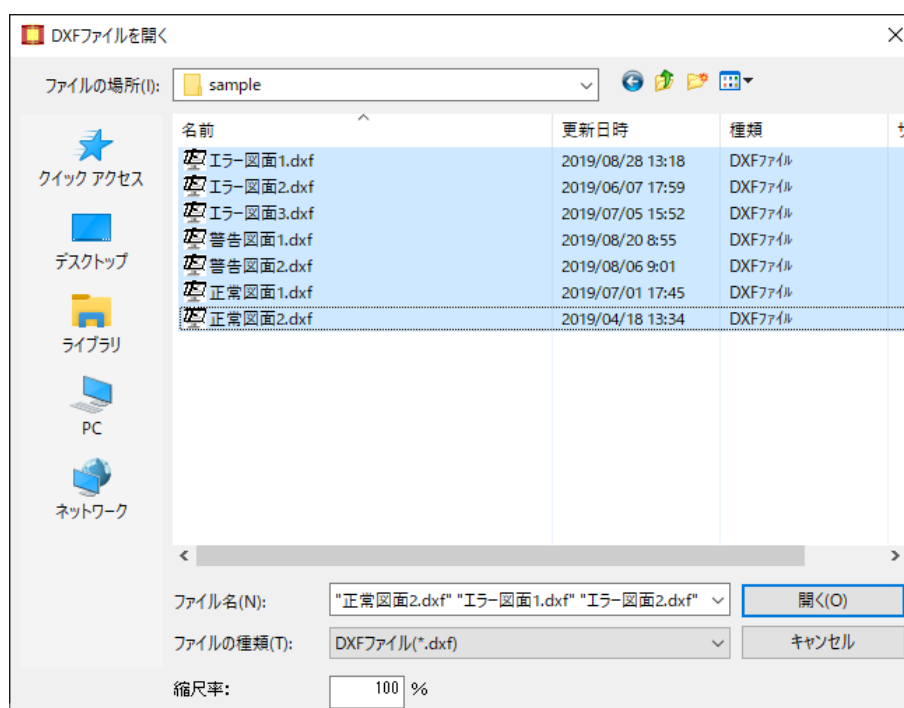 DXFファイルを開く
ファイルの場所(I): sample
名前 更新日時 種類 サ
エラー図面1.dxf 2019/08/28 13:18 DXFファイル
エラー図面2.dxf 2019/06/07 17:59 DXFファイル
エラー図面3.dxf 2019/07/05 15:52 DXFファイル
警告図面1.dxf 2019/08/20 8:55 DXFファイル
警告図面2.dxf 2019/08/06 9:01 DXFファイル
正常図面1.dxf 2019/07/01 17:45 DXFファイル
正常図面2.dxf 2019/04/18 13:34 DXFファイル
クイック アクセス
デスクトップ
ライブラリ
PC
ネットワーク
ファイル名(N): "正常図面2.dxf" "エラー図面1.dxf" "エラー図面2.dxf" 開く(O)
ファイルの種類(T): DXFファイル(*.dxf) キャンセル
縮尺率: 100 %